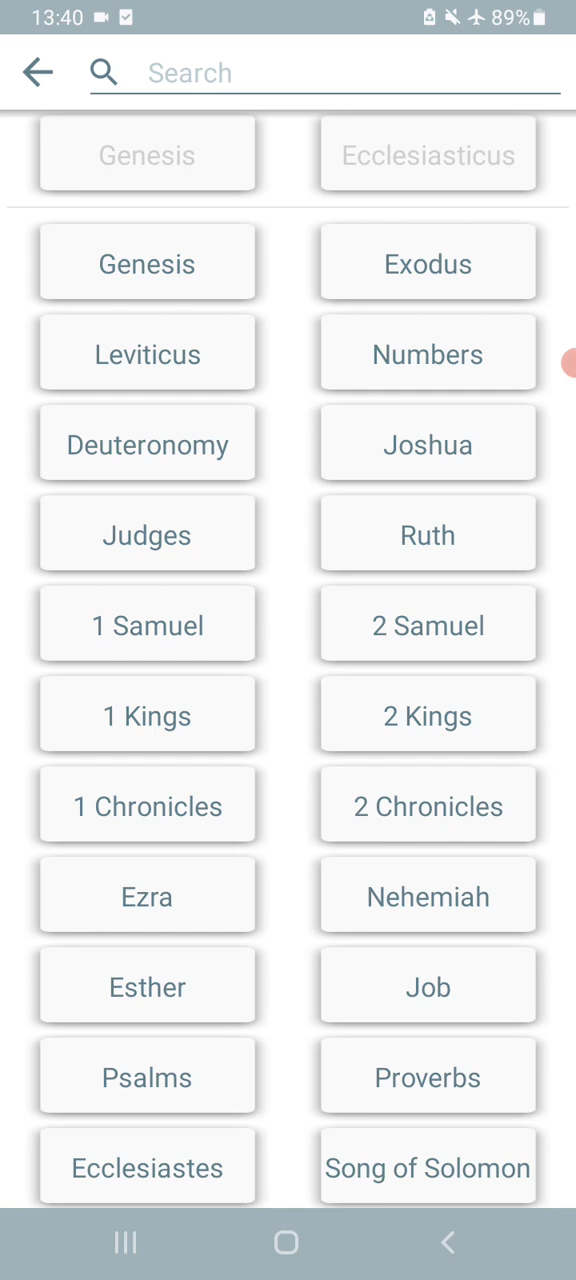 13:40 89%
Search
Genesis Ecclesiasticus
Genesis Exodus
Leviticus Numbers
Deuteronomy Joshua
Judges Ruth
1 Samuel 2 Samuel
1 Kings 2 Kings
1 Chronicles 2 Chronicles
Ezra Nehemiah
Esther Job
Psalms Proverbs
Ecclesiastes Song of Solomon